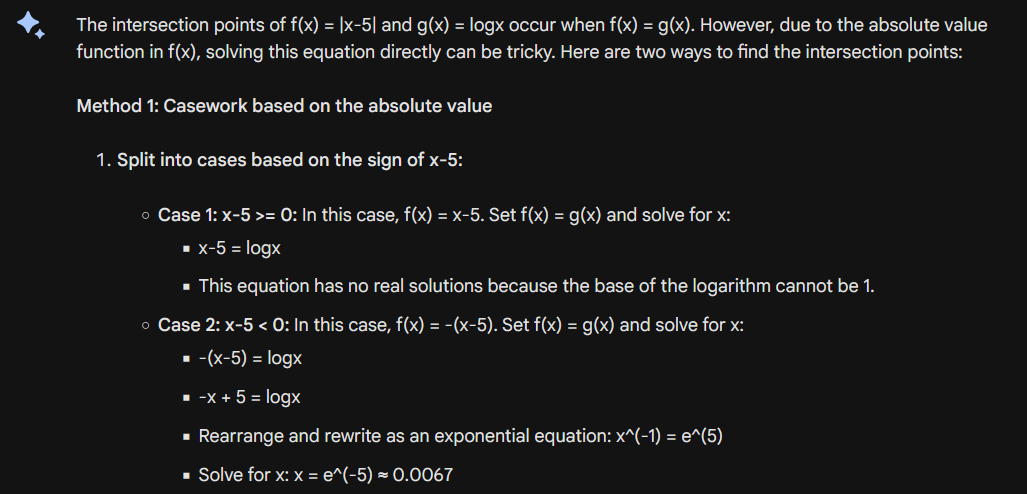 The intersection points of f(x) = |x-5| and g(x) = logx occur when f(x) = g(x). However, due to the absolute value
function in f(x), solving this equation directly can be tricky. Here are two ways to find the intersection points:
Method 1: Casework based on the absolute value
1. Split into cases based on the sign of x-5:
○ Case 1: x-5 >= 0: In this case, f(x) = x-5. Set f(x) = g(x) and solve for x:
▪ x-5 = logx
▪ This equation has no real solutions because the base of the logarithm cannot be 1.
○ Case 2: x-5 < 0: In this case, f(x) = -(x-5). Set f(x) = g(x) and solve for x:
▪ -(x-5) = logx
▪ -x + 5 = logx
▪ Rearrange and rewrite as an exponential equation: x^(-1) = e^(5)
▪ Solve for x: x = e^(-5) ≈ 0.0067